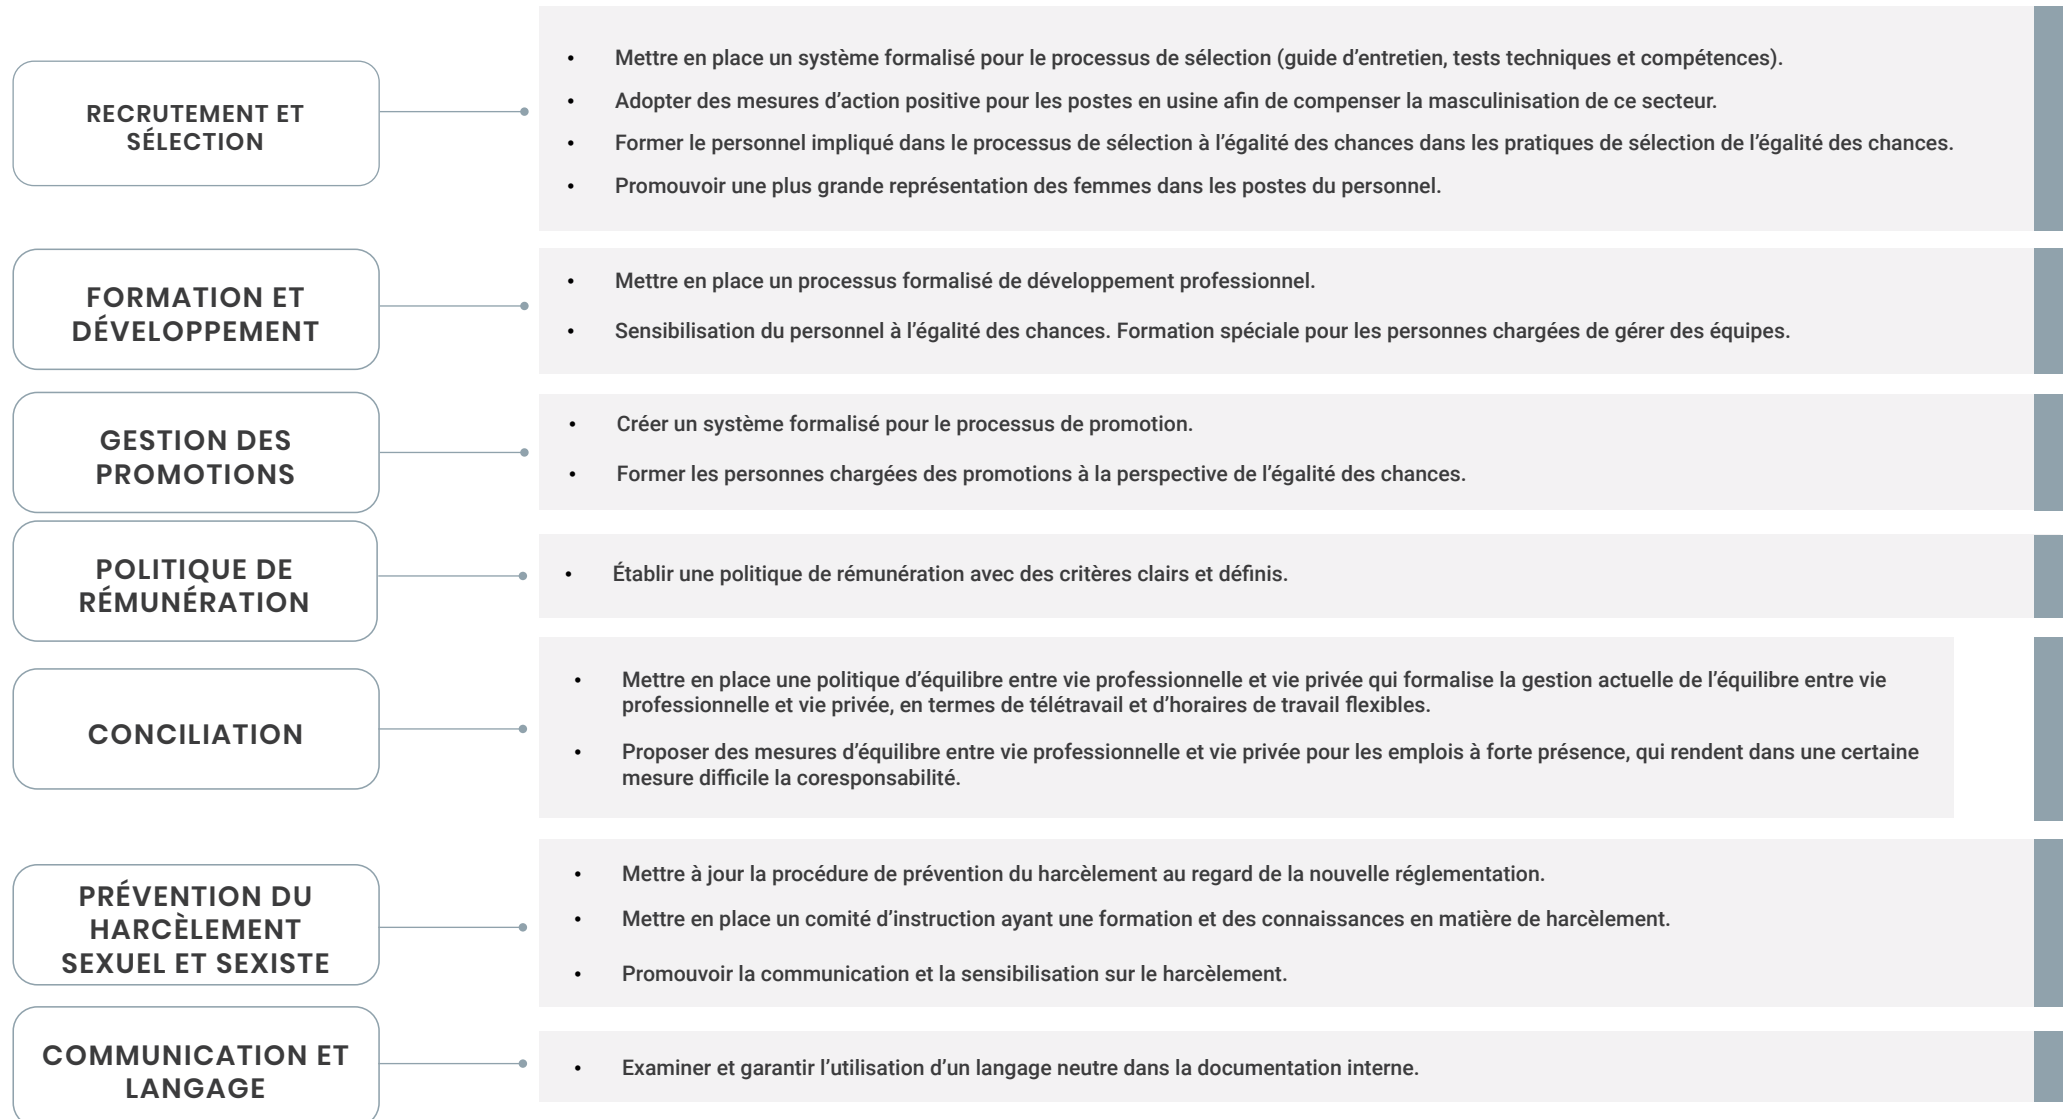 RECRUTEMENT ET
SÉLECTION
• Mettre en place un système formalisé pour le processus de sélection (guide d’entretien, tests techniques et compétences).
• Adopter des mesures d’action positive pour les postes en usine afin de compenser la masculinisation de ce secteur.
• Former le personnel impliqué dans le processus de sélection à l’égalité des chances dans les pratiques de sélection de l’égalité des chances.
• Promouvoir une plus grande représentation des femmes dans les postes du personnel.
FORMATION ET
DÉVELOPPEMENT
• Mettre en place un processus formalisé de développement professionnel.
• Sensibilisation du personnel à l’égalité des chances. Formation spéciale pour les personnes chargées de gérer des équipes.
GESTION DES
PROMOTIONS
• Créer un système formalisé pour le processus de promotion.
• Former les personnes chargées des promotions à la perspective de l’égalité des chances.
POLITIQUE DE
RÉMUNÉRATION
• Établir une politique de rémunération avec des critères clairs et définis.
CONCILIATION
• Mettre en place une politique d’équilibre entre vie professionnelle et vie privée qui formalise la gestion actuelle de l’équilibre entre vie
professionnelle et vie privée, en termes de télétravail et d’horaires de travail flexibles.
• Proposer des mesures d’équilibre entre vie professionnelle et vie privée pour les emplois à forte présence, qui rendent dans une certaine
mesure difficile la coresponsabilité.
PRÉVENTION DU
HARCÈLEMENT
SEXUEL ET SEXISTE
• Mettre à jour la procédure de prévention du harcèlement au regard de la nouvelle réglementation.
• Mettre en place un comité d’instruction ayant une formation et des connaissances en matière de harcèlement.
• Promouvoir la communication et la sensibilisation sur le harcèlement.
COMMUNICATION ET
LANGAGE
• Examiner et garantir l’utilisation d’un langage neutre dans la documentation interne.